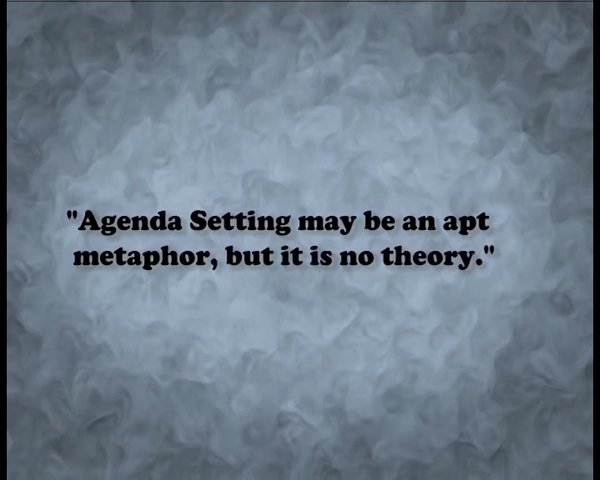 "Agenda Setting may be an apt
metaphor, but it is no theory."